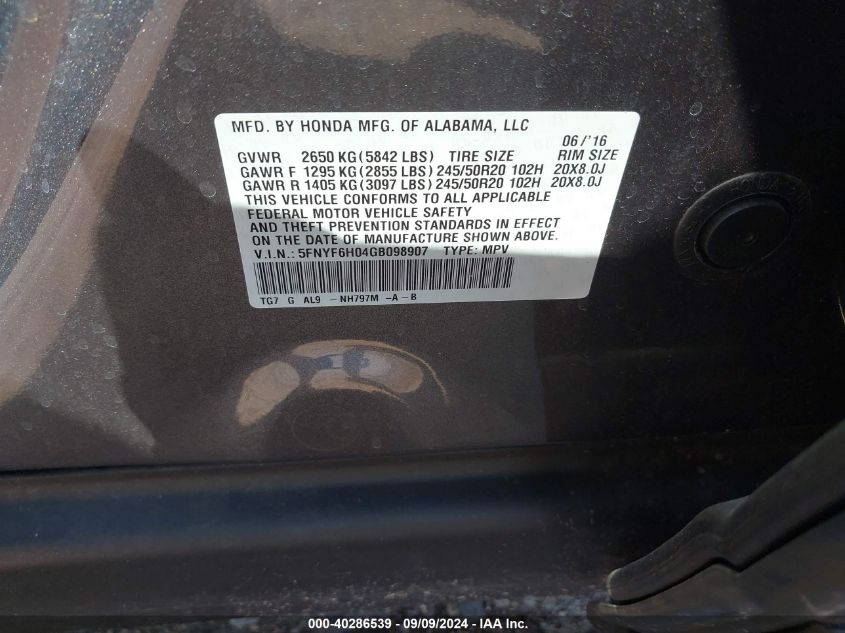 MFD. BY HONDA MFG. OF ALABAMA, LLC
06/'16
GVWR 2650 KG (5842 LBS) TIRE SIZE RIM SIZE
GAWR F 1295 KG (2855 LBS) 245/50R20 102H 20X8.0J
GAWR R 1405 KG (3097 LBS) 245/50R20 102H 20X8.0J
THIS VEHICLE CONFORMS TO ALL APPLICABLE
FEDERAL MOTOR VEHICLE SAFETY
AND THEFT PREVENTION STANDARDS IN EFFECT
ON THE DATE OF MANUFACTURE SHOWN ABOVE.
V.I.N.: 5FNYF6H04GB098907 TYPE: MPV
TG7 G AL9 -NH797M -A-B
000-40286539 - 09/09/2024 - IAA Holdings, LLC.